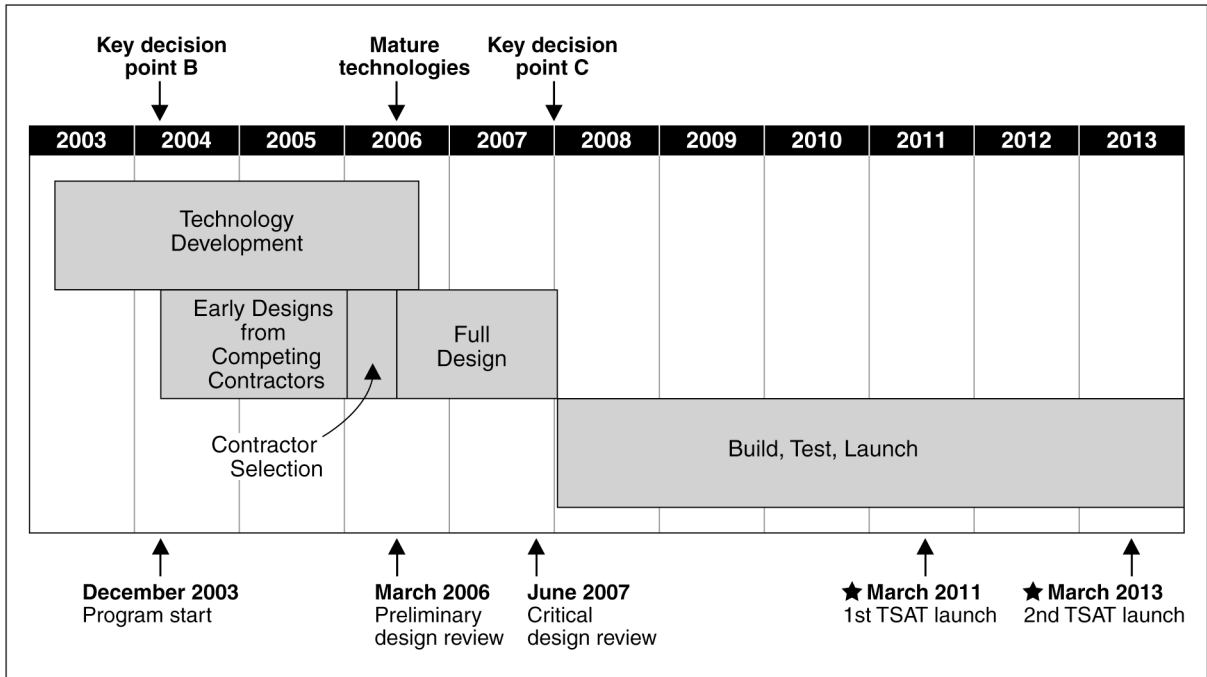 Key decision
point B
Mature
technologies
Key decision
point C
2003 2004 2005 2006 2007 2008 2009 2010 2011 2012 2013
Technology
Development
Early Designs
from
Competing
Contractors
Full
Design
Contractor
Selection
Build, Test, Launch
December 2003
Program start
March 2006
Preliminary
design review
June 2007
Critical
design review
★ March 2011
1st TSAT launch
★ March 2013
2nd TSAT launch